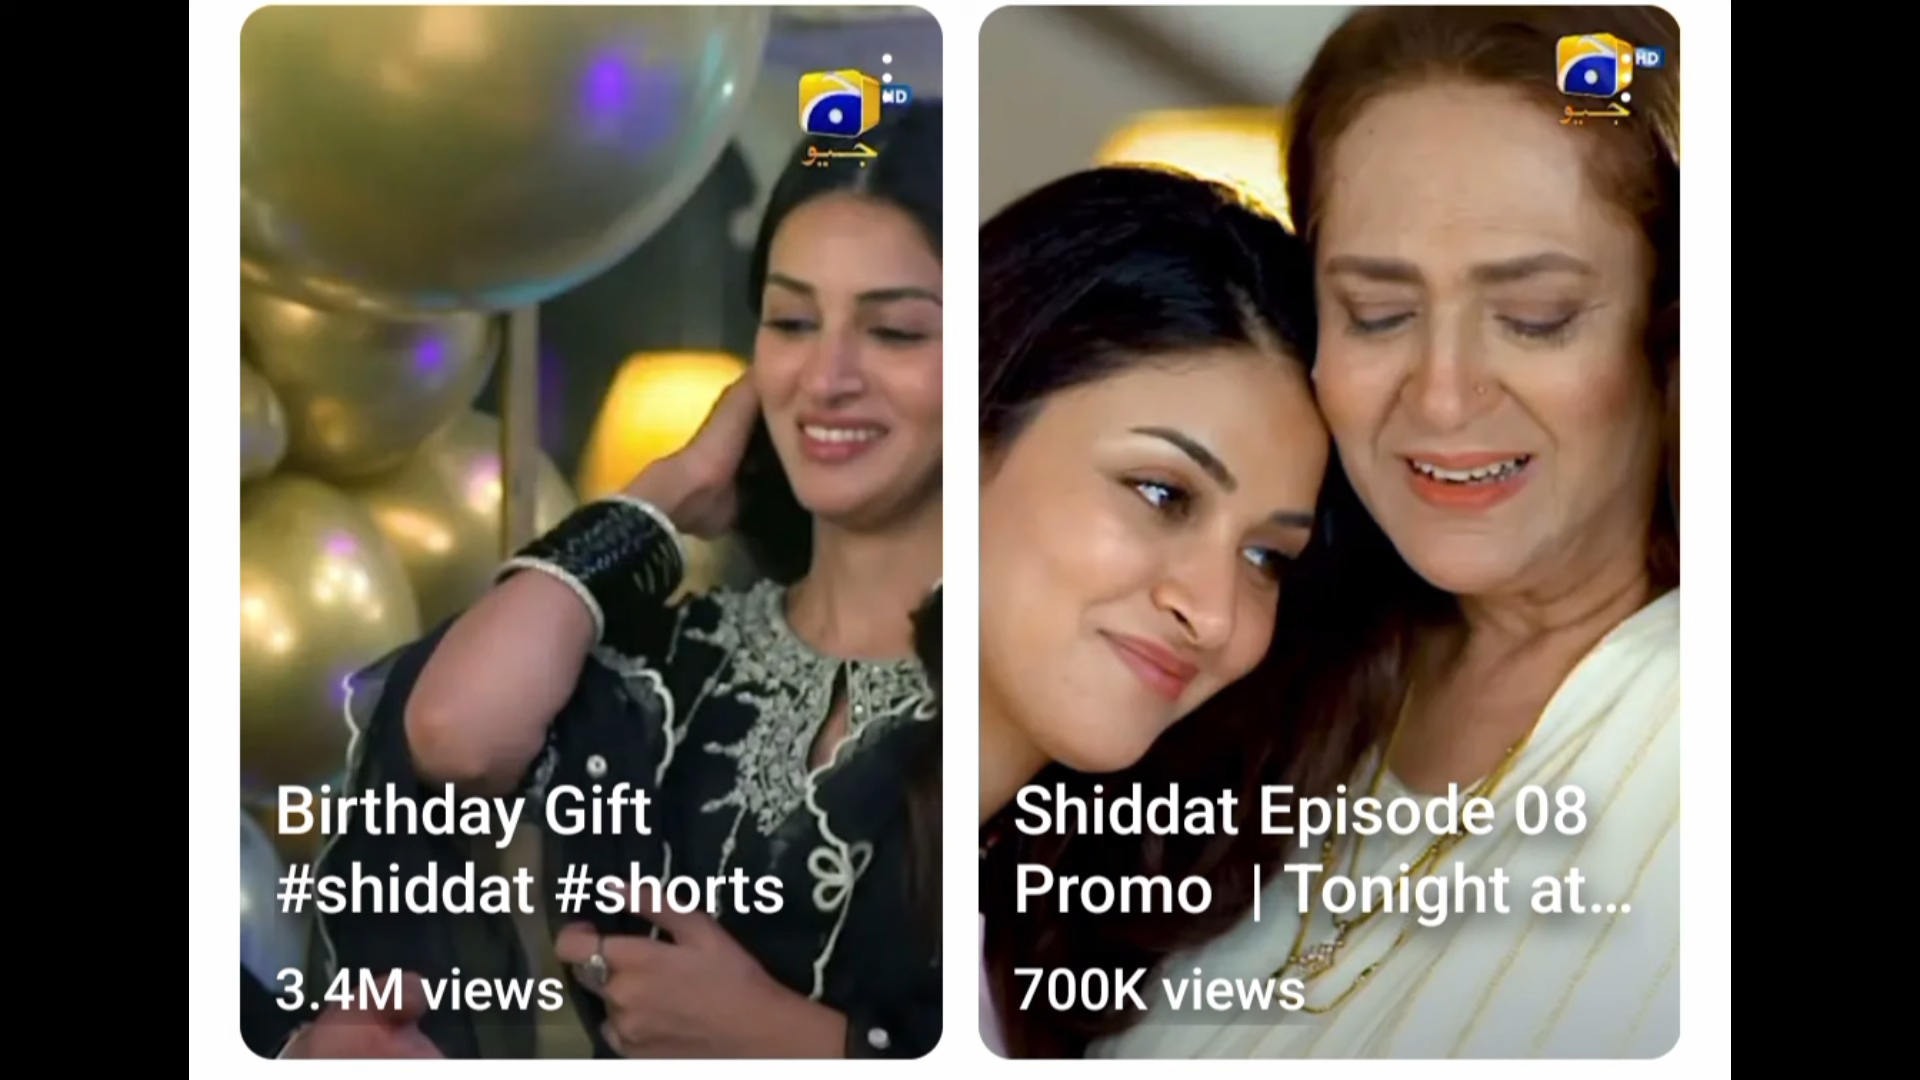 HD
جیو
Birthday Gift
#shiddat #shorts
3.4M views
HD
جیو
Shiddat Episode 08
Promo | Tonight at...
700K views